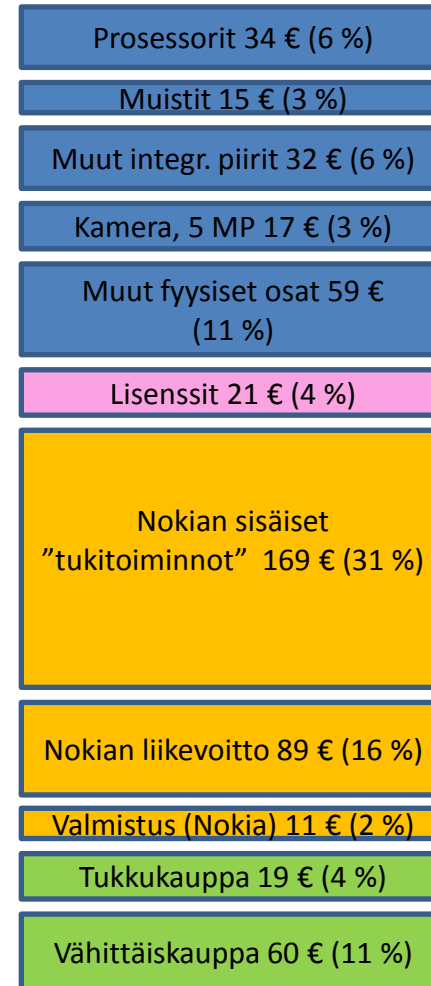 Prosessorit 34 € (6 %)
Muistit 15 € (3 %)
Muut integr. piirit 32 € (6 %)
Kamera, 5 MP 17 € (3 %)
Muut fyysiset osat 59 €
(11 %)
Lisenssit 21 € (4 %)
Nokian sisäiset
”tukitoiminnot” 169 € (31 %)
Nokian liikevoitto 89 € (16 %)
Valmistus (Nokia) 11 € (2 %)
Tukkukauppa 19 € (4 %)
Vähittäiskauppa 60 € (11 %)